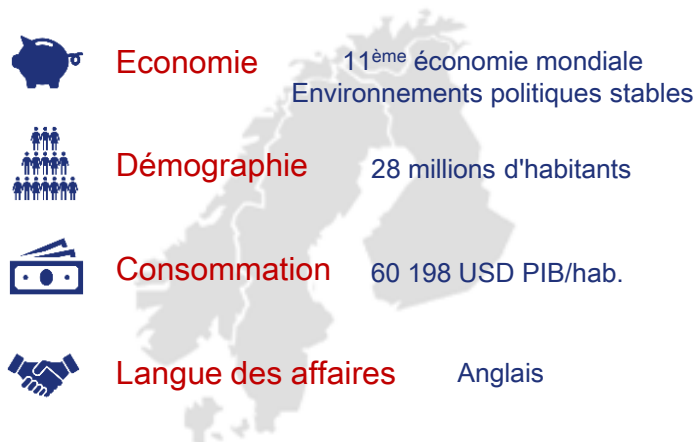 Economie
11ème économie mondiale
Environnements politiques stables
Démographie
28 millions d'habitants
Consommation
60 198 USD PIB/hab.
Langue des affaires
Anglais